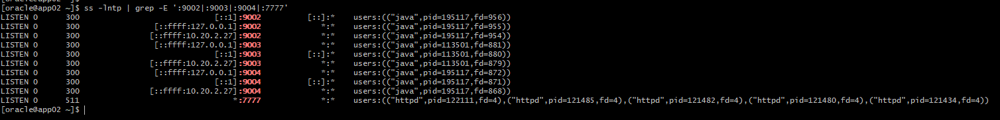 [oracle@app02 ~]$ ss -lntp | grep -E ':9002|:9003|:9004|:7777'
LISTEN 0 300 [::1]:9002 [::]:* users:(("java",pid=195117,fd=956))
LISTEN 0 300 [::ffff:127.0.0.1]:9002 *:* users:(("java",pid=195117,fd=955))
LISTEN 0 300 [::ffff:10.20.2.27]:9002 *:* users:(("java",pid=195117,fd=954))
LISTEN 0 300 [::ffff:127.0.0.1]:9003 *:* users:(("java",pid=113501,fd=881))
LISTEN 0 300 [::1]:9003 [::]:* users:(("java",pid=113501,fd=880))
LISTEN 0 300 [::ffff:10.20.2.27]:9003 *:* users:(("java",pid=113501,fd=879))
LISTEN 0 300 [::ffff:127.0.0.1]:9004 *:* users:(("java",pid=195117,fd=872))
LISTEN 0 300 [::1]:9004 [::]:* users:(("java",pid=195117,fd=871))
LISTEN 0 300 [::ffff:10.20.2.27]:9004 *:* users:(("java",pid=195117,fd=868))
LISTEN 0 511 *:7777 *:* users:(("httpd",pid=122111,fd=4),("httpd",pid=121485,fd=4),("httpd",pid=121482,fd=4),("httpd",pid=121480,fd=4),("httpd",pid=121434,fd=4))
[oracle@app02 ~]$